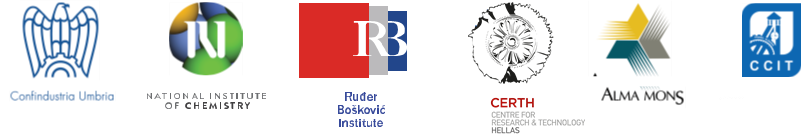 Confindustria Umbria
N
NATIONAL INSTITUTE
OF CHEMISTRY
RB
Ruđer
Bošković
Institute
CERTH
CENTRE FOR
RESEARCH & TECHNOLOGY
HELLAS
ALMA MONS
CCIT